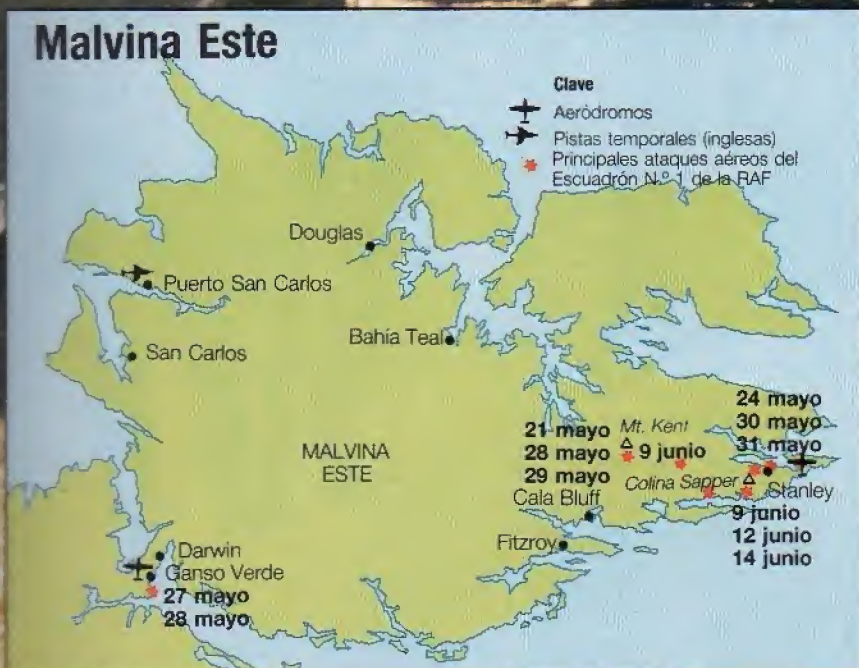 Malvina Este
Clave
Aeródromos
Pistas temporales (inglesas)
Principales ataques aéreos del
Escuadrón N.º 1 de la RAF
Douglas
Puerto San Carlos
San Carlos
Bahía Teal
MALVINA
ESTE
21 mayo
28 mayo
29 mayo
Mt. Kent
9 junio
24 mayo
30 mayo
31 mayo
Colina Sapper
Stanley
9 junio
12 junio
14 junio
Cala Bluff
Fitzroy
Darwin
Ganso Verde
27 mayo
28 mayo